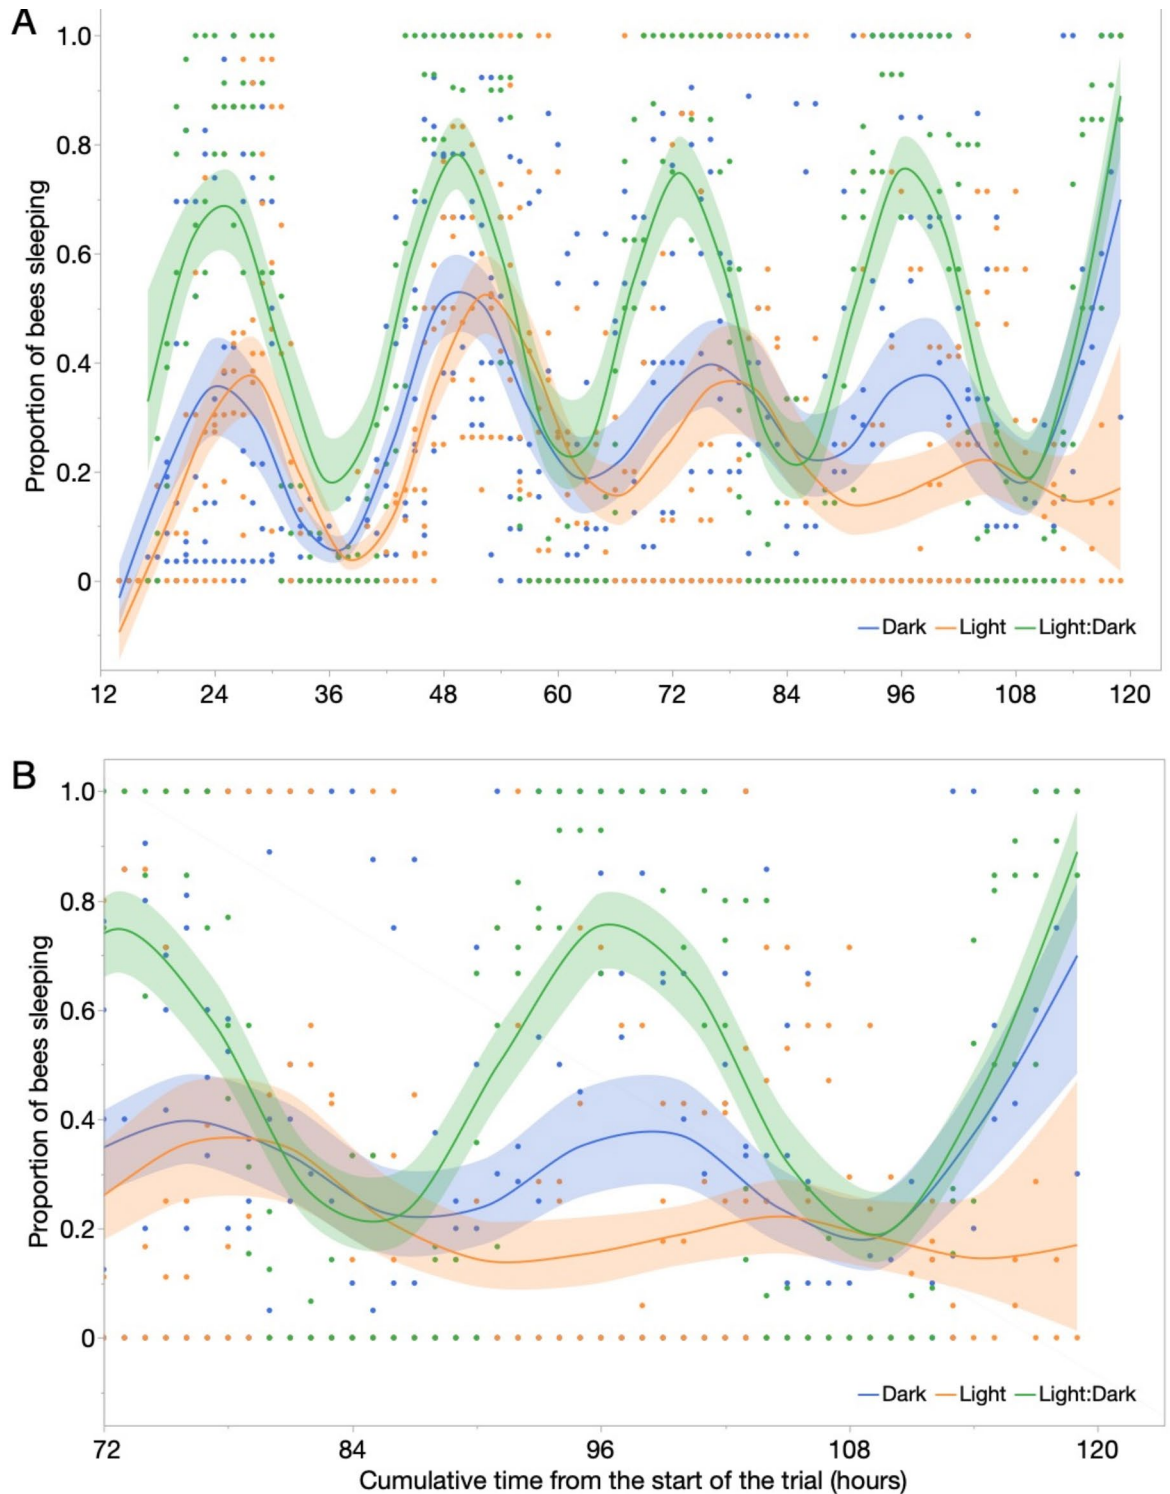 A
1.0
0.8
0.6
0.4
0.2
0
Proportion of bees sleeping
Dark Light Light:Dark
12 24 36 48 60 72 84 96 108 120
B
1.0
0.8
0.6
0.4
0.2
0
Proportion of bees sleeping
Dark Light Light:Dark
72 84 96 108 120
Cumulative time from the start of the trial (hours)